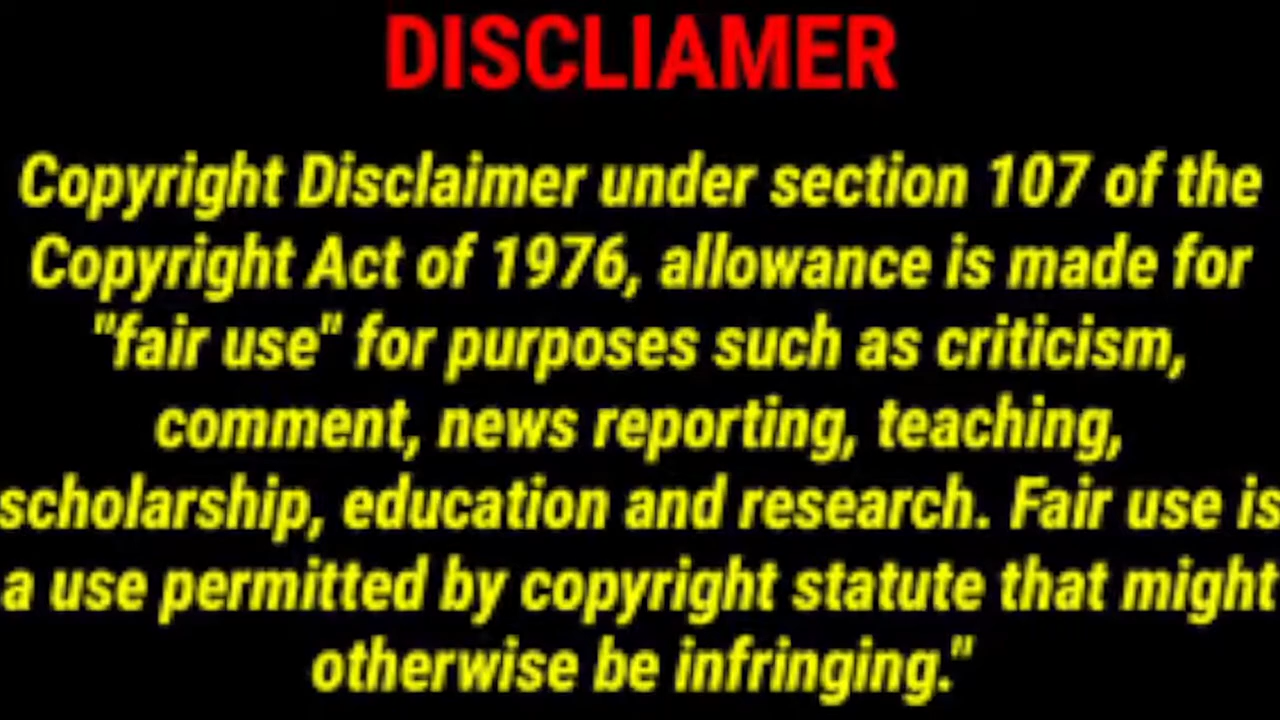 DISCLIAMER
Copyright Disclaimer under section 107 of the
Copyright Act of 1976, allowance is made for
"fair use" for purposes such as criticism,
comment, news reporting, teaching,
scholarship, education and research. Fair use is
a use permitted by copyright statute that might
otherwise be infringing."